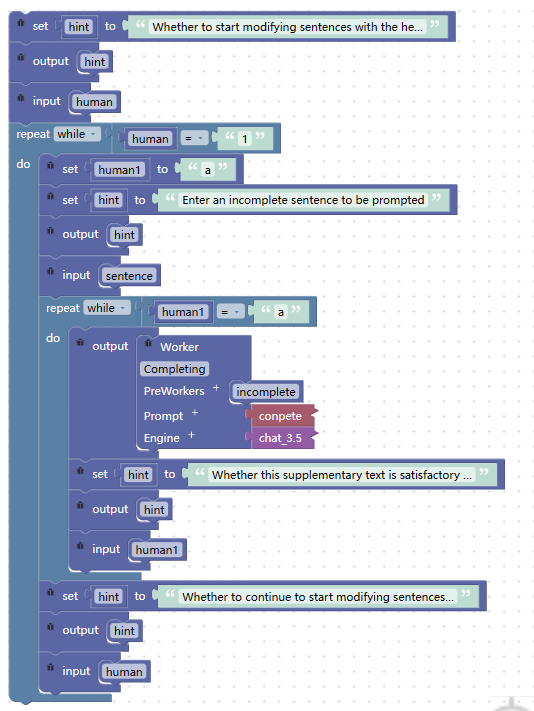 set hint to “ Whether to start modifying sentences with the he... ”
output hint
input human
repeat while human = “ 1 ”
do set human1 to “ a ”
set hint to “ Enter an incomplete sentence to be prompted ”
output hint
input sentence
repeat while human1 = “ a ”
do output Worker
Completing
PreWorkers + incomplete
Prompt + conpete
Engine + chat_3.5
set hint to “ Whether this supplementary text is satisfactory ... ”
output hint
input human1
set hint to “ Whether to continue to start modifying sentences... ”
output hint
input human